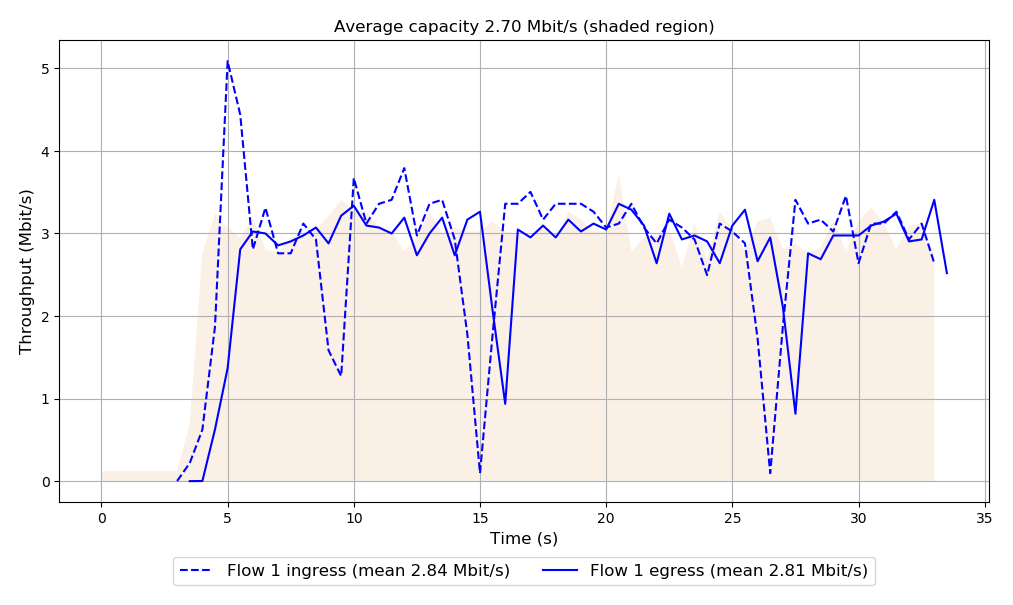 Average capacity 2.70 Mbit/s (shaded region)
Throughput (Mbit/s)
5
4
3
2
1
0
0 5 10 15 20 25 30 35
Time (s)
Flow 1 ingress (mean 2.84 Mbit/s) Flow 1 egress (mean 2.81 Mbit/s)